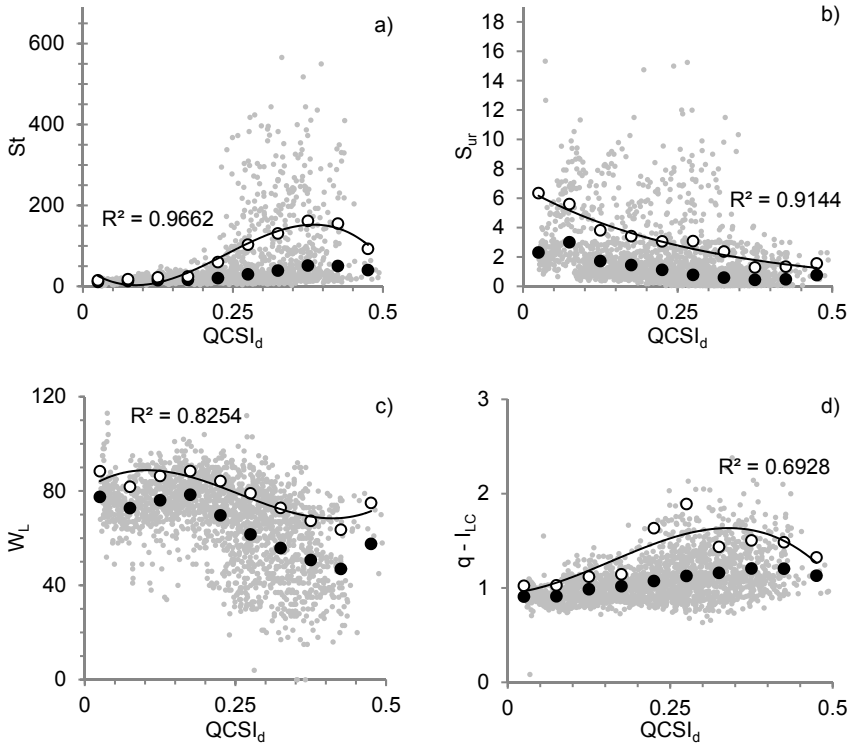 a)
600
400
200
0
St
R² = 0.9662
0
0.25
0.5
QCSI_d
b)
18
16
14
12
10
8
6
4
2
0
S_ur
R² = 0.9144
0
0.25
0.5
QCSI_d
c)
120
80
40
0
W_L
R² = 0.8254
0
0.25
0.5
QCSI_d
d)
3
2
1
0
q - I_LC
R² = 0.6928
0
0.25
0.5
QCSI_d